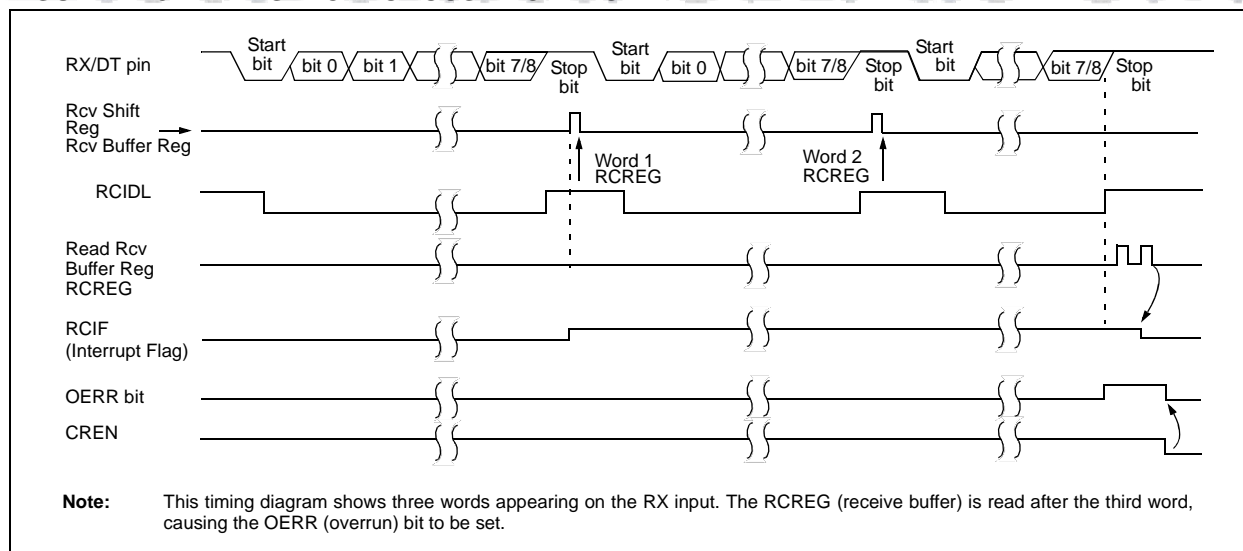 Start bit bit 0 bit 1 bit 7/8 Stop bit Start bit bit 0 bit 7/8 Stop bit Start bit bit 7/8 Stop bit
RX/DT pin
Rcv Shift
Reg
Rcv Buffer Reg
Word 1
RCREG
Word 2
RCREG
RCIDL
Read Rcv
Buffer Reg
RCREG
RCIF
(Interrupt Flag)
OERR bit
CREN
Note: This timing diagram shows three words appearing on the RX input. The RCREG (receive buffer) is read after the third word,
causing the OERR (overrun) bit to be set.